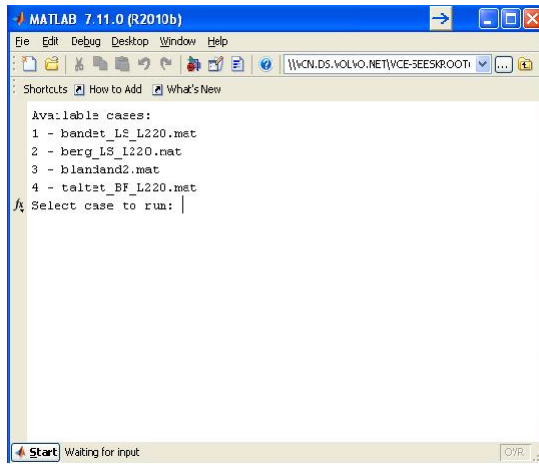 MATLAB 7.11.0 (R2010b)
File Edit Debug Desktop Window Help
\\VCN.DS.VOLVO.NET\VCE-SEESKROOT
Shortcuts How to Add What's New
Available cases:
1 - bandet_LS_L220.mat
2 - berg_LS_L220.mat
3 - blandand2.mat
4 - taltet_BF_L220.mat
fx Select case to run:
Start Waiting for input
OVR